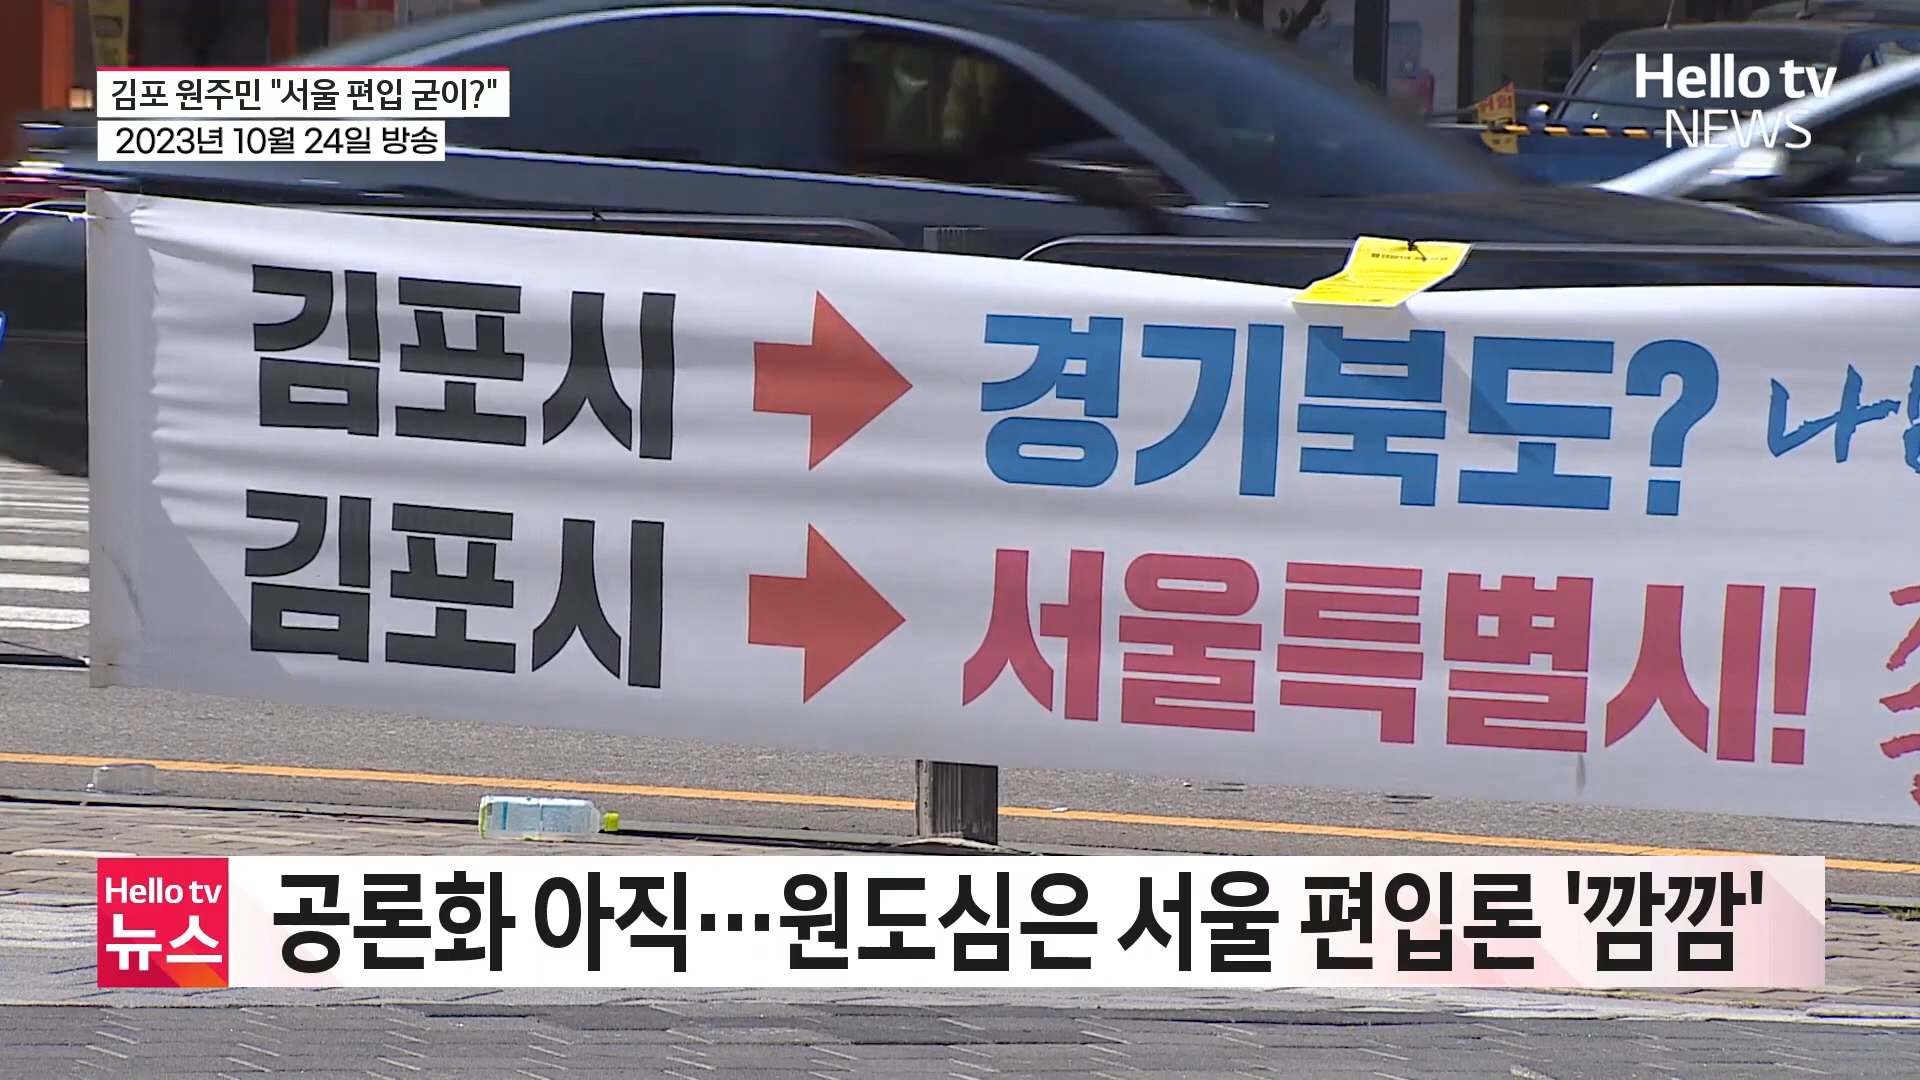 김포 원주민 "서울 편입 굳이?"
2023년 10월 24일 방송
Hello tv
NEWS
김포시 → 경기북도?
김포시 → 서울특별시!
Hello tv
뉴스
공론화 아직…원도심은 서울 편입론 '깜깜'